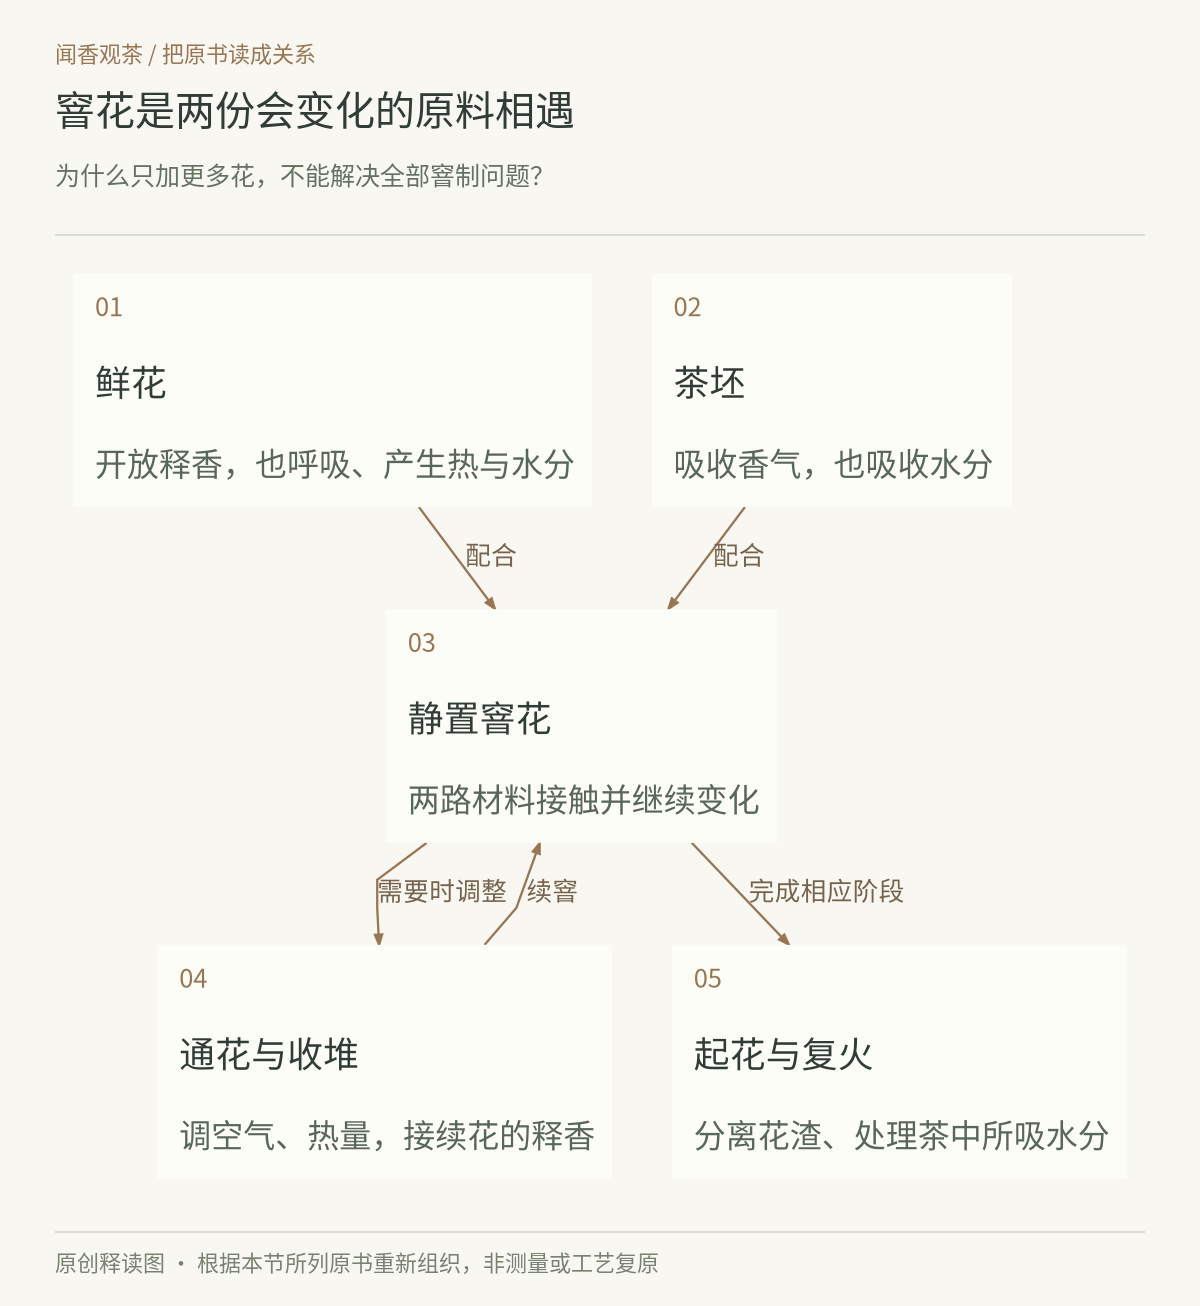 闻香观茶 / 把原书读成关系
窨花是两份会变化的原料相遇
为什么只加更多花，不能解决全部窨制问题？
01
鲜花
开放释香，也呼吸、产生热与水分
02
茶坯
吸收香气，也吸收水分
配合
配合
03
静置窨花
两路材料接触并继续变化
需要时调整
续窨
完成相应阶段
04
通花与收堆
调空气、热量，接续花的释香
05
起花与复火
分离花渣、处理茶中所吸水分
原创释读图 · 根据本节所列原书重新组织，非测量或工艺复原